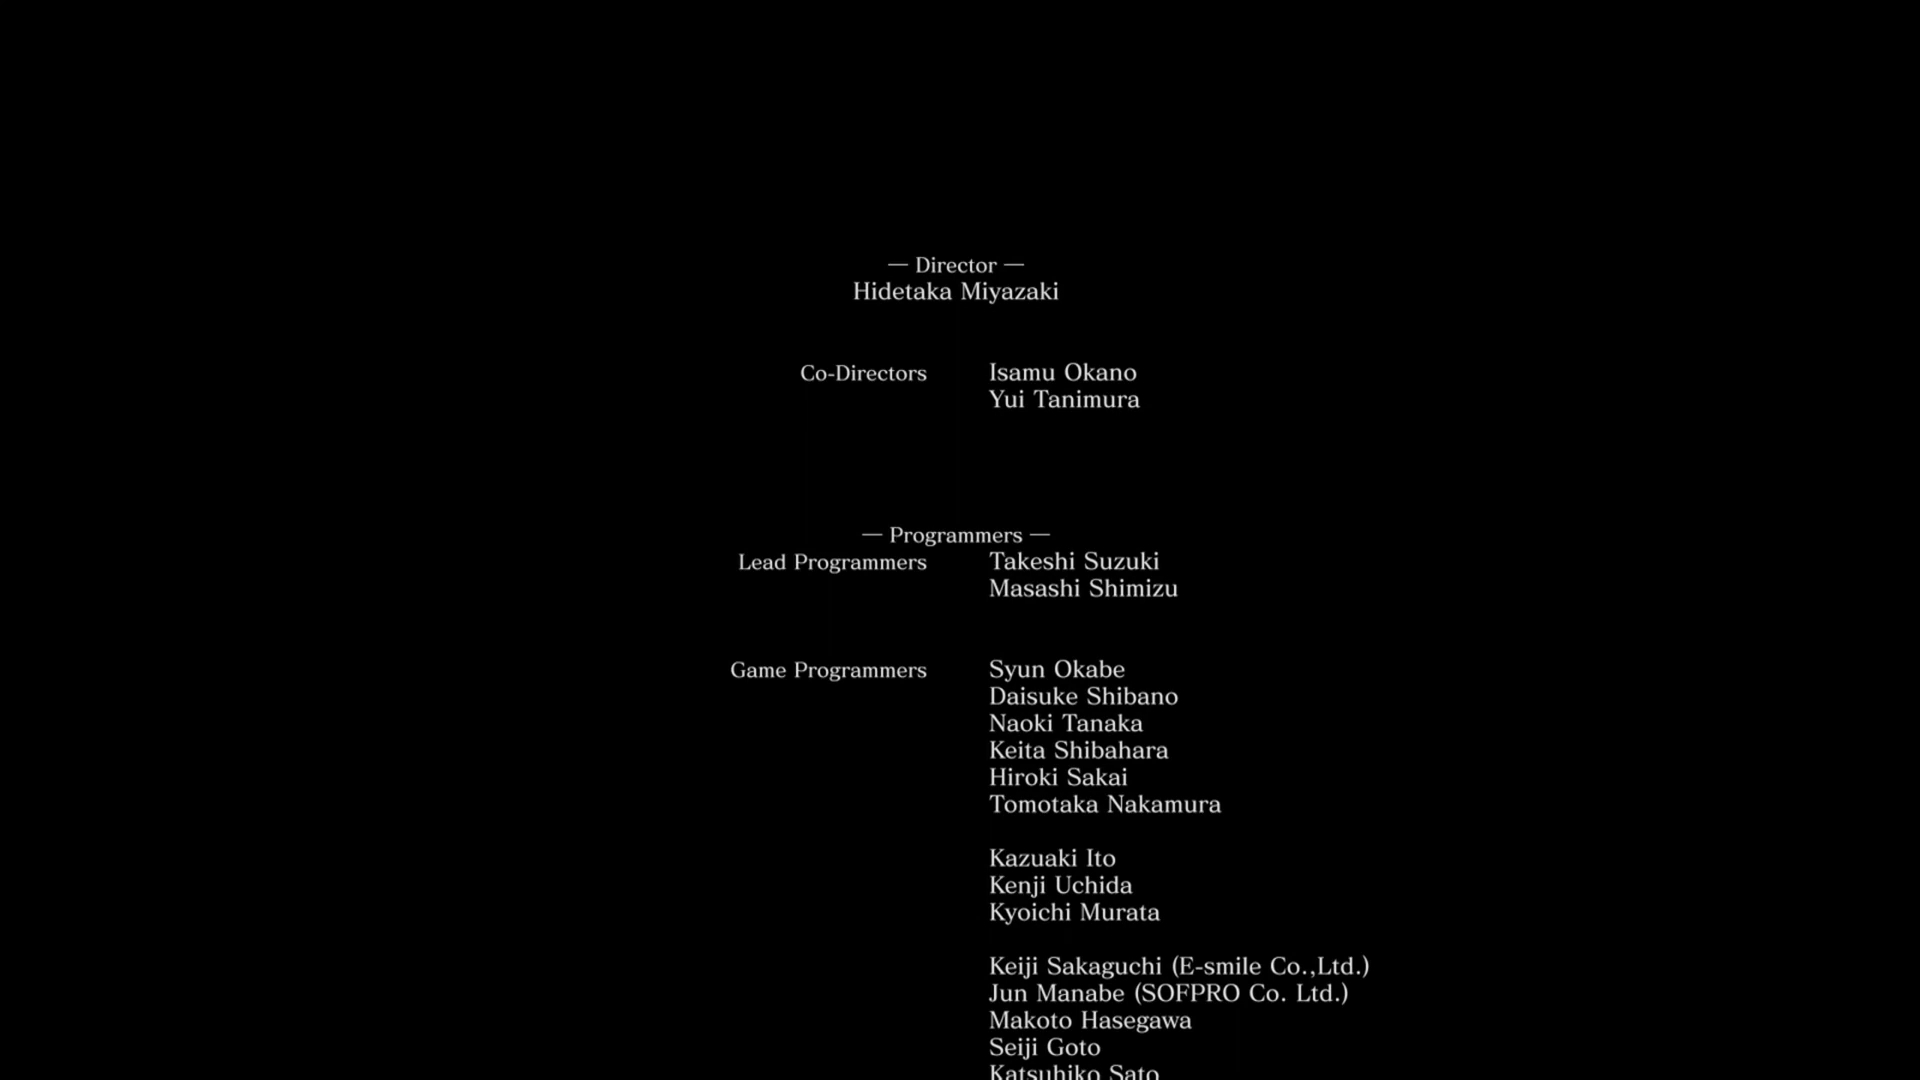 — Director —
Hidetaka Miyazaki
Co-Directors Isamu Okano
Yui Tanimura
— Programmers —
Lead Programmers Takeshi Suzuki
Masashi Shimizu
Game Programmers Syun Okabe
Daisuke Shibano
Naoki Tanaka
Keita Shibahara
Hiroki Sakai
Tomotaka Nakamura
Kazuaki Ito
Kenji Uchida
Kyoichi Murata
Keiji Sakaguchi (E-smile Co.,Ltd.)
Jun Manabe (SOFPRO Co. Ltd.)
Makoto Hasegawa
Seiji Goto
Katsuhiko Sato